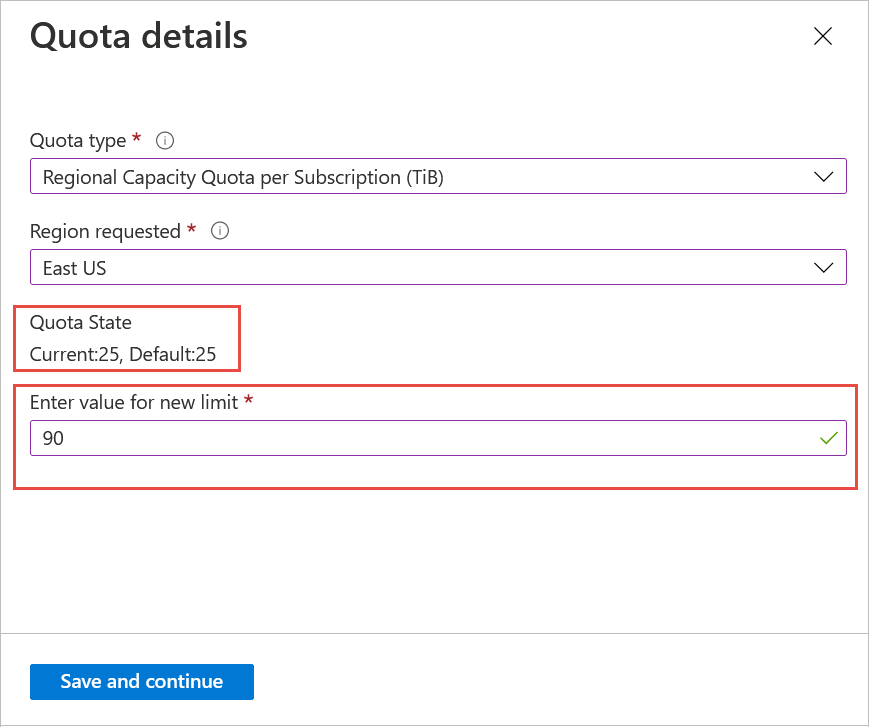 Quota details
Quota type *
Regional Capacity Quota per Subscription (TiB)
Region requested *
East US
Quota State
Current:25, Default:25
Enter value for new limit *
90
Save and continue